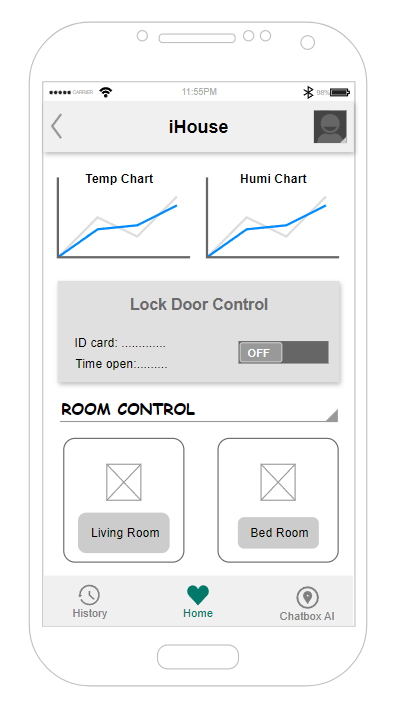 CARRIER 11:55PM 98%
iHouse
Temp Chart Humi Chart
Lock Door Control
ID card: .............
Time open:.........
OFF
ROOM CONTROL
Living Room Bed Room
History Home Chatbox AI